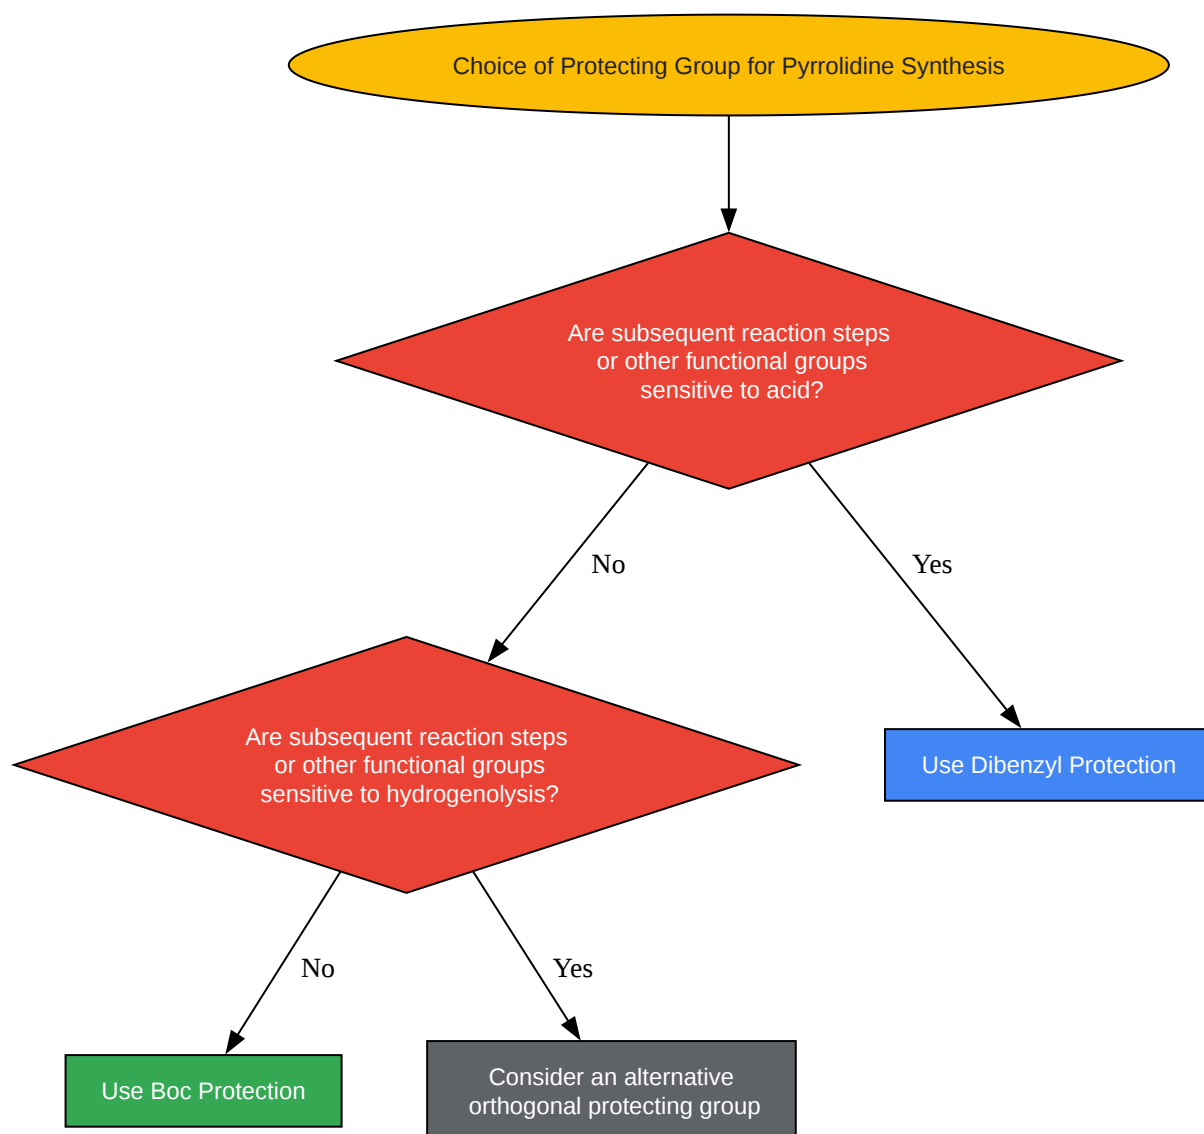 Choice of Protecting Group for Pyrrolidine Synthesis
Are subsequent reaction steps
or other functional groups
sensitive to acid?
No
Yes
Are subsequent reaction steps
or other functional groups
sensitive to hydrogenolysis?
Use Dibenzyl Protection
No
Yes
Use Boc Protection
Consider an alternative
orthogonal protecting group